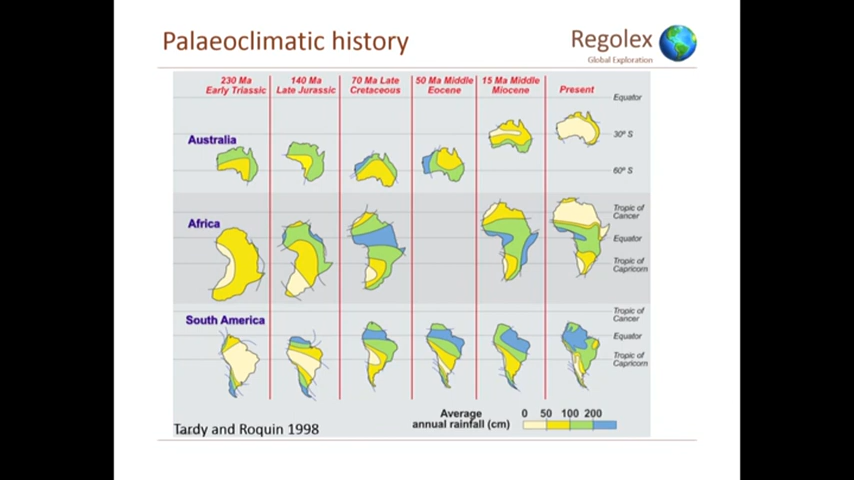 Palaeoclimatic history
Regolex
Global Exploration
230 Ma
Early Triassic
140 Ma
Late Jurassic
70 Ma Late
Cretaceous
50 Ma Middle
Eocene
15 Ma Middle
Miocene
Present
Equator
30° S
60° S
Australia
Africa
Tropic of
Cancer
Equator
Tropic of
Capricorn
South America
Tropic of
Cancer
Equator
Tropic of
Capricorn
Average
annual rainfall (cm)
0 50 100 200
Tardy and Roquin 1998